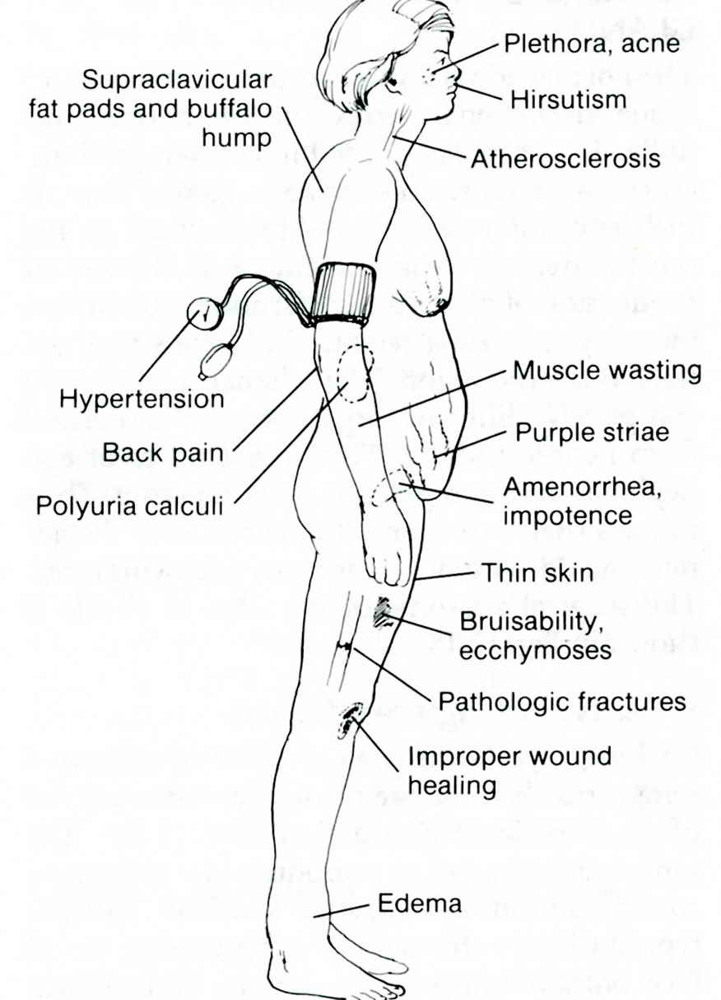 Plethora, acne
Supraclavicular
fat pads and buffalo
hump
Hirsutism
Atherosclerosis
Hypertension
Back pain
Polyuria calculi
Muscle wasting
Purple striae
Amenorrhea,
impotence
Thin skin
Bruisability,
ecchymoses
Pathologic fractures
Improper wound
healing
Edema